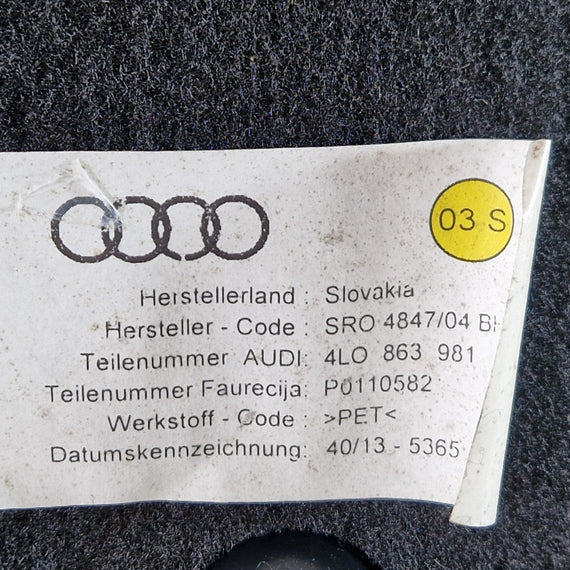 03 S
Herstellerland : Slovakia
Hersteller - Code : SRO 4847/04
Teilenummer AUDI: 4LO 863 981
Teilenummer Faurecija: P0110582
Werkstoff - Code : >PET<
Datumskennzeichnung: 40/13 - 5365